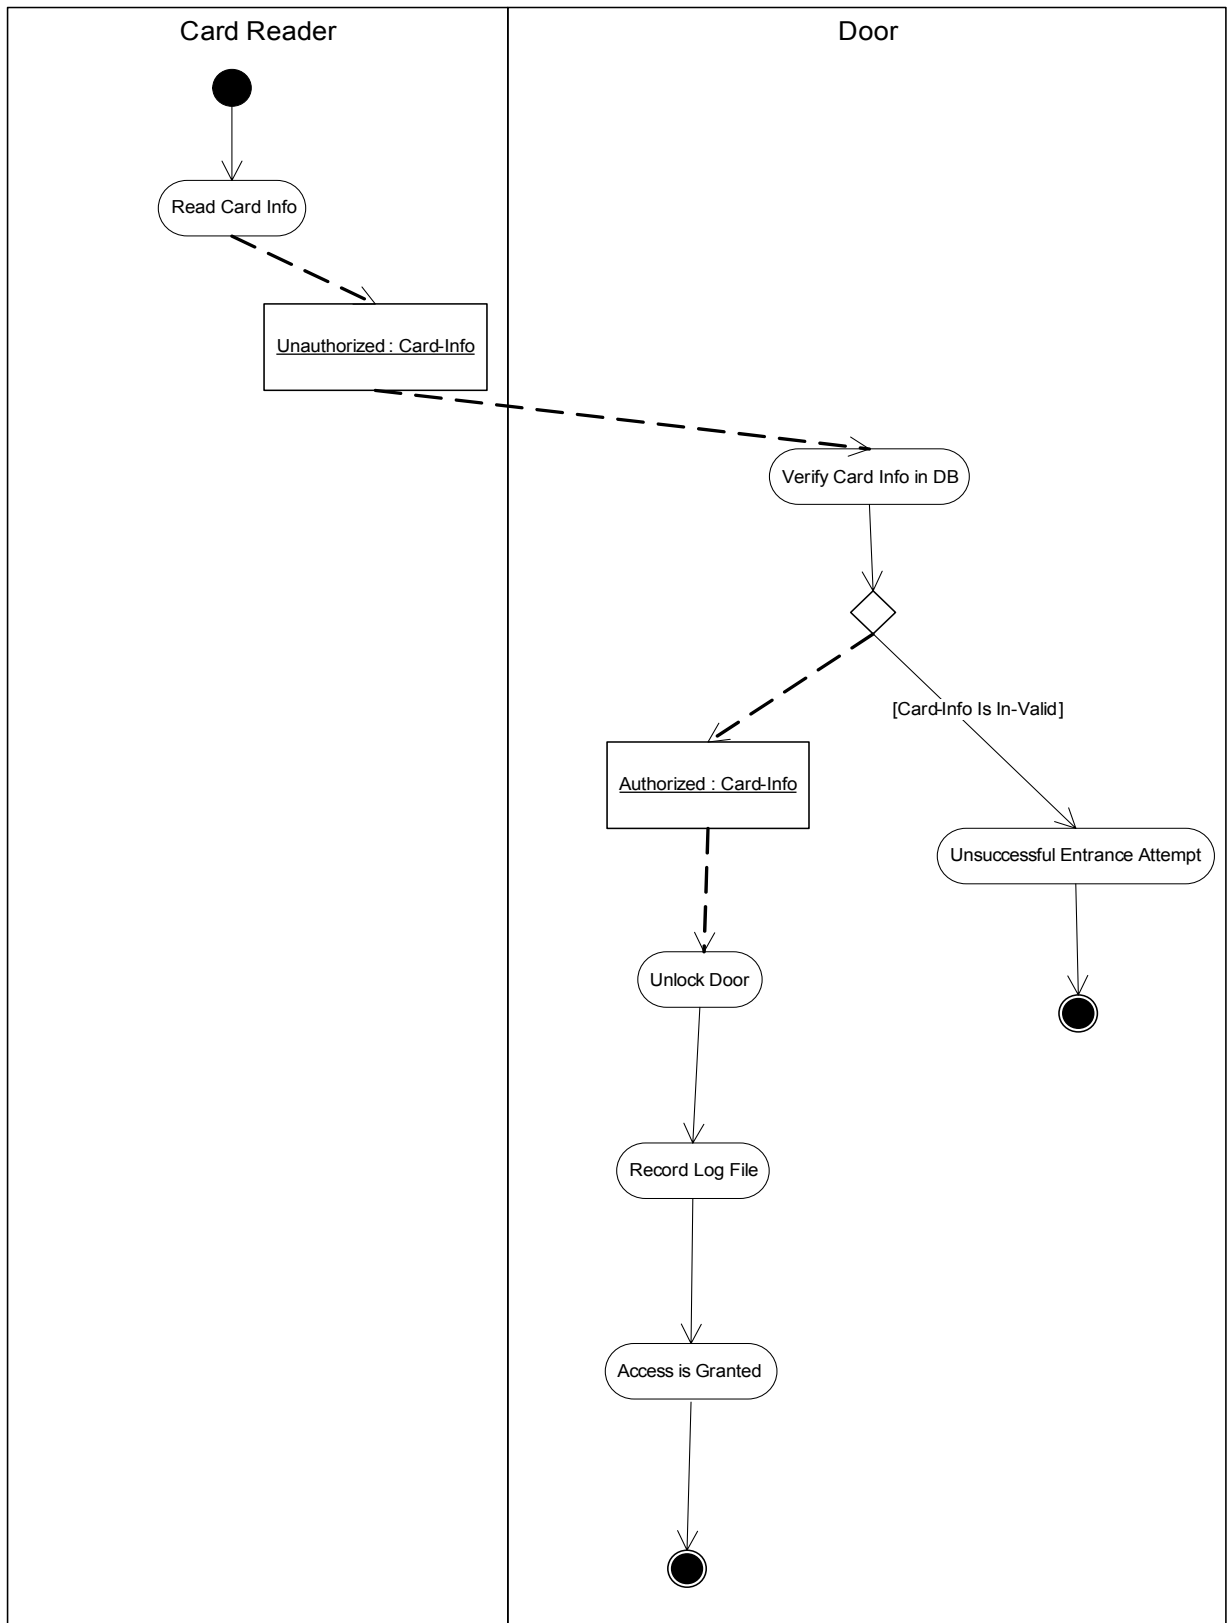 Card Reader
Door
Read Card Info
Unauthorized : Card-Info
Verify Card Info in DB
[Card-Info Is In-Valid]
Authorized : Card-Info
Unsuccessful Entrance Attempt
Unlock Door
Record Log File
Access is Granted